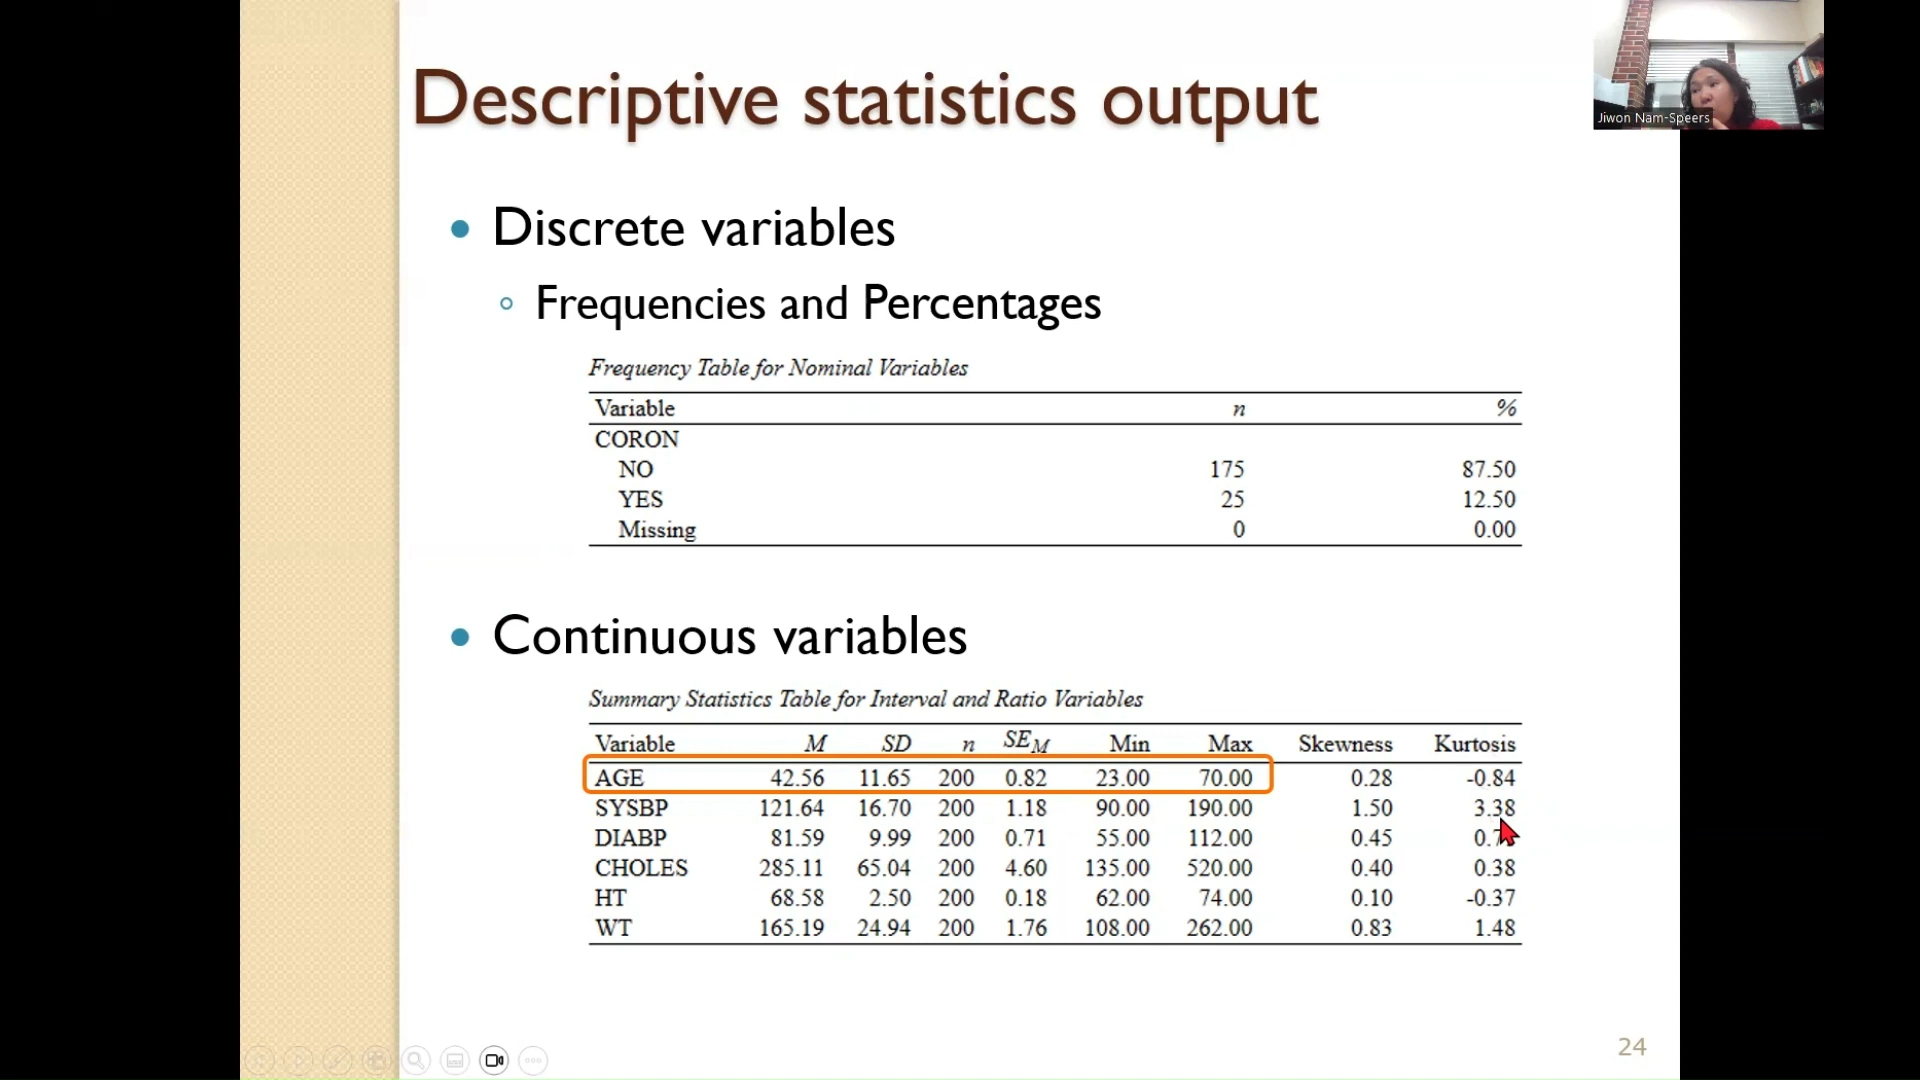 Descriptive statistics output
Jiwon Nam-Speers
• Discrete variables
◦ Frequencies and Percentages
Frequency Table for Nominal Variables
Variable n %
CORON
NO 175 87.50
YES 25 12.50
Missing 0 0.00
• Continuous variables
Summary Statistics Table for Interval and Ratio Variables
Variable M SD n SEM Min Max Skewness Kurtosis
AGE 42.56 11.65 200 0.82 23.00 70.00 0.28 -0.84
SYSBP 121.64 16.70 200 1.18 90.00 190.00 1.50 3.38
DIABP 81.59 9.99 200 0.71 55.00 112.00 0.45
CHOLES 285.11 65.04 200 4.60 135.00 520.00 0.40 0.38
HT 68.58 2.50 200 0.18 62.00 74.00 0.10 -0.37
WT 165.19 24.94 200 1.76 108.00 262.00 0.83 1.48
24